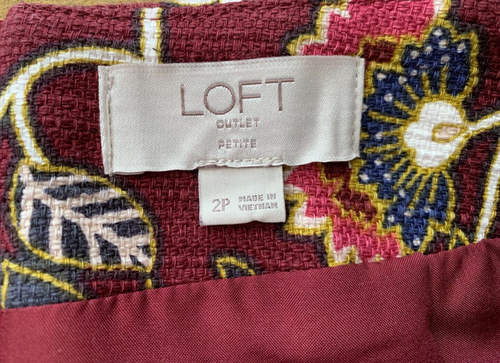 LOFT
OUTLET
PETITE
2P MADE IN
VIETNAM